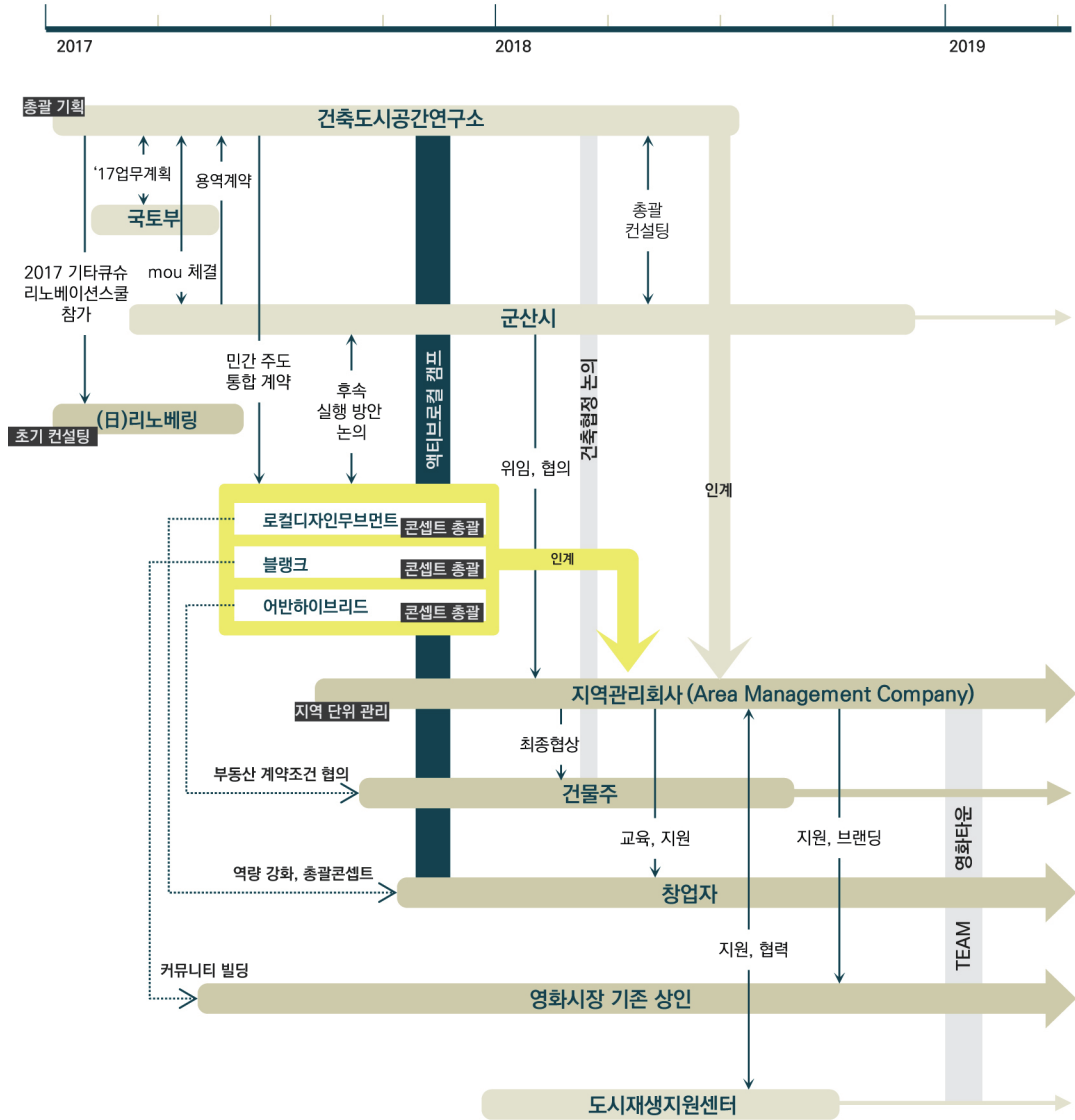 2017
2018
2019
총괄 기획
건축도시공간연구소
‘17업무계획
용역계약
국토부
총괄
컨설팅
2017 기타큐슈
리노베이션스쿨
참가
mou 체결
군산시
민간 주도
통합 계약
후속
실행 방안
논의
액티브로컬 캠프
건축협정 논의
(日)리노베링
초기 컨설팅
위임, 협의
인계
로컬디자인무브먼트
콘셉트 총괄
블랭크
콘셉트 총괄
인계
어반하이브리드
콘셉트 총괄
지역관리회사 (Area Management Company)
지역 단위 관리
최종협상
부동산 계약조건 협의
건물주
교육, 지원
지원, 브랜딩
영화타운
역량 강화, 총괄콘셉트
창업자
지원, 협력
TEAM
커뮤니티 빌딩
영화시장 기존 상인
도시재생지원센터